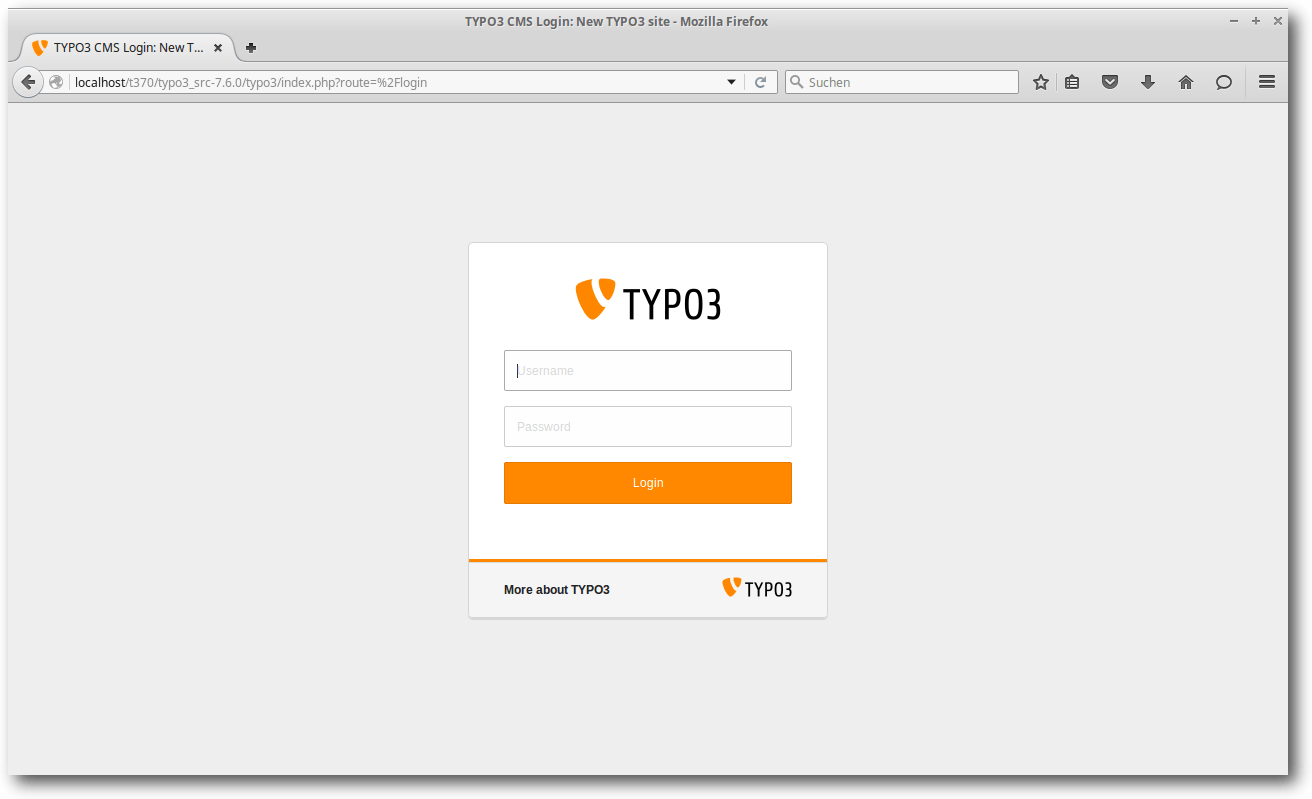 TYPO3 CMS Login: New TYPO3 site - Mozilla Firefox
TYPO3 CMS Login: New T...
localhost/t370/typo3_src-7.6.0/typo3/index.php?route=%2Flogin
Suchen
TYPO3
Username
Password
Login
More about TYPO3
TYPO3